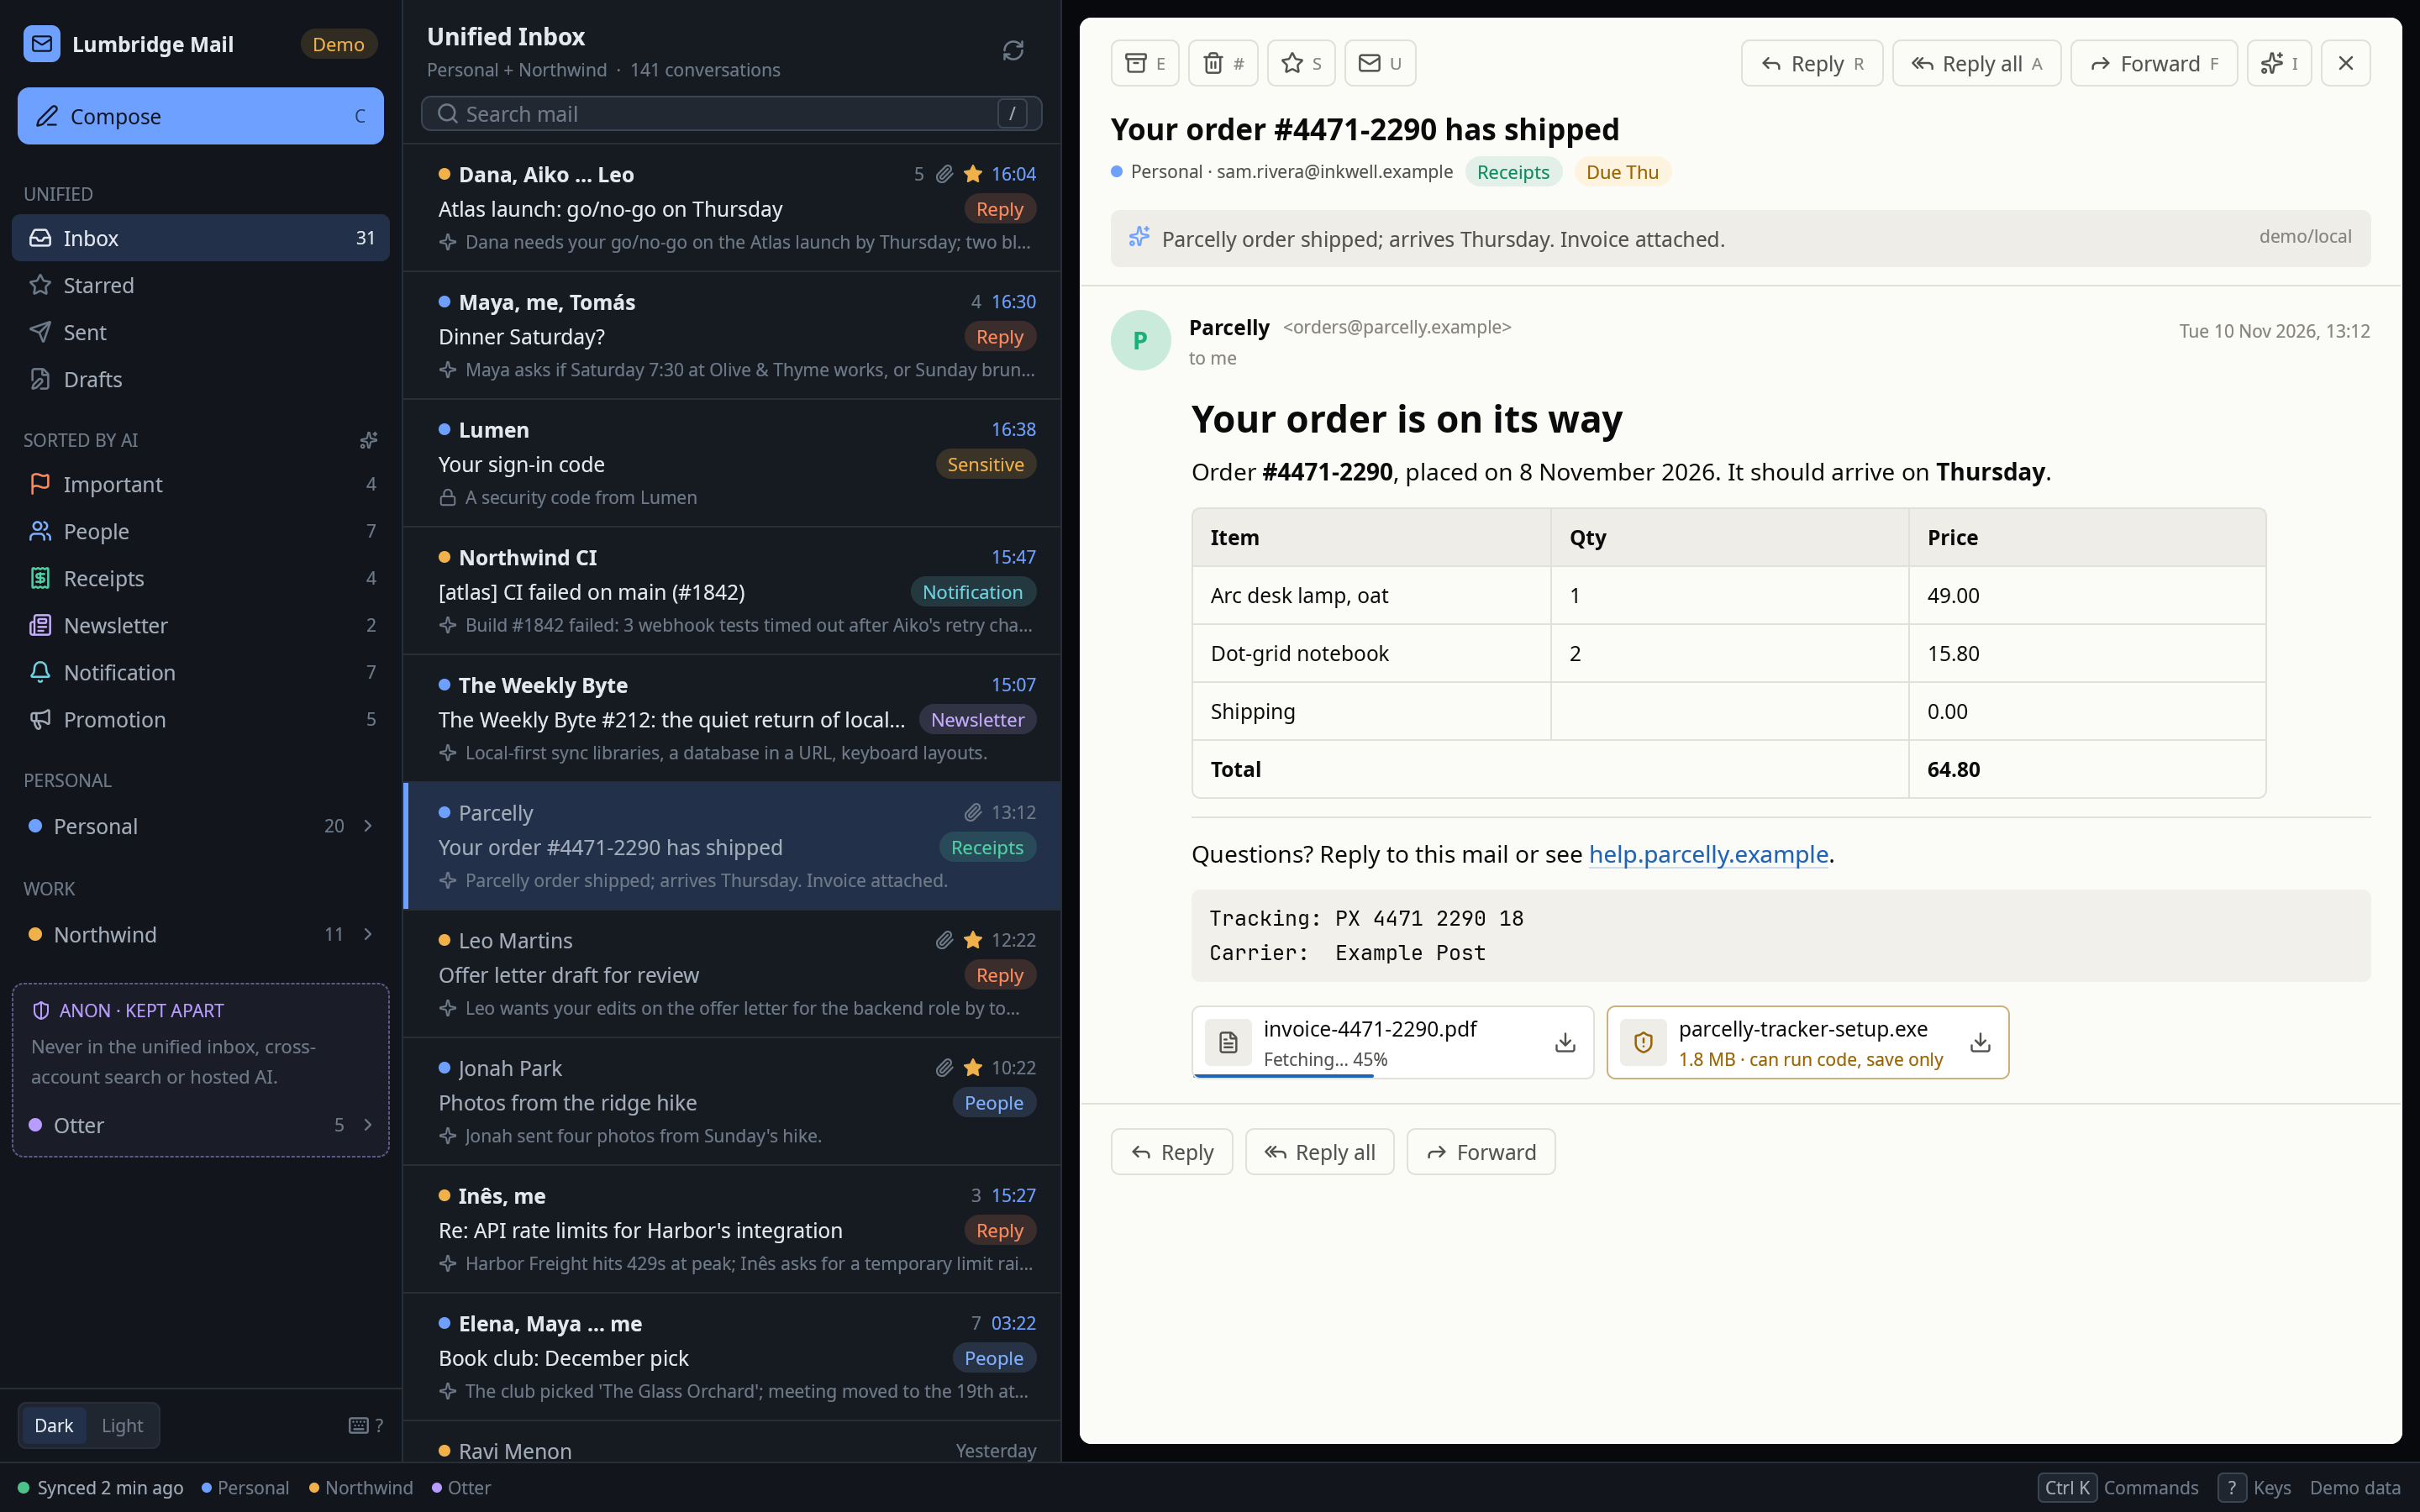 Lumbridge Mail
Demo
Compose C
UNIFIED
Inbox 31
Starred
Sent
Drafts
SORTED BY AI
Important 4
People 7
Receipts 4
Newsletter 2
Notification 7
Promotion 5
PERSONAL
Personal 20
WORK
Northwind 11
ANON · KEPT APART
Never in the unified inbox, cross-
account search or hosted AI.
Otter 5
Dark Light ?
Unified Inbox
Personal + Northwind · 141 conversations
Search mail /
Dana, Aiko ... Leo 5 16:04
Atlas launch: go/no-go on Thursday Reply
Dana needs your go/no-go on the Atlas launch by Thursday; two bl...
Maya, me, Tomás 4 16:30
Dinner Saturday? Reply
Maya asks if Saturday 7:30 at Olive & Thyme works, or Sunday brun...
Lumen 16:38
Your sign-in code Sensitive
A security code from Lumen
Northwind CI 15:47
[atlas] CI failed on main (#1842) Notification
Build #1842 failed: 3 webhook tests timed out after Aiko's retry cha...
The Weekly Byte 15:07
The Weekly Byte #212: the quiet return of local... Newsletter
Local-first sync libraries, a database in a URL, keyboard layouts.
Parcelly 13:12
Your order #4471-2290 has shipped Receipts
Parcelly order shipped; arrives Thursday. Invoice attached.
Leo Martins 12:22
Offer letter draft for review Reply
Leo wants your edits on the offer letter for the backend role by to...
Jonah Park 10:22
Photos from the ridge hike People
Jonah sent four photos from Sunday's hike.
Inês, me 3 15:27
Re: API rate limits for Harbor's integration Reply
Harbor Freight hits 429s at peak; Inês asks for a temporary limit rai...
Elena, Maya ... me 7 03:22
Book club: December pick People
The club picked 'The Glass Orchard'; meeting moved to the 19th at...
Ravi Menon Yesterday
E # S U Reply R Reply all A Forward F I
Your order #4471-2290 has shipped
Personal · sam.rivera@inkwell.example Receipts Due Thu
Parcelly order shipped; arrives Thursday. Invoice attached. demo/local
P
Parcelly <orders@parcelly.example> Tue 10 Nov 2026, 13:12
to me
Your order is on its way
Order #4471-2290, placed on 8 November 2026. It should arrive on Thursday.
Item Qty Price
Arc desk lamp, oat 1 49.00
Dot-grid notebook 2 15.80
Shipping 0.00
Total 64.80
Questions? Reply to this mail or see help.parcelly.example.
Tracking: PX 4471 2290 18
Carrier: Example Post
invoice-4471-2290.pdf
Fetching... 45%
parcelly-tracker-setup.exe
1.8 MB · can run code, save only
Reply Reply all Forward
Synced 2 min ago Personal Northwind Otter
Ctrl K Commands ? Keys Demo data